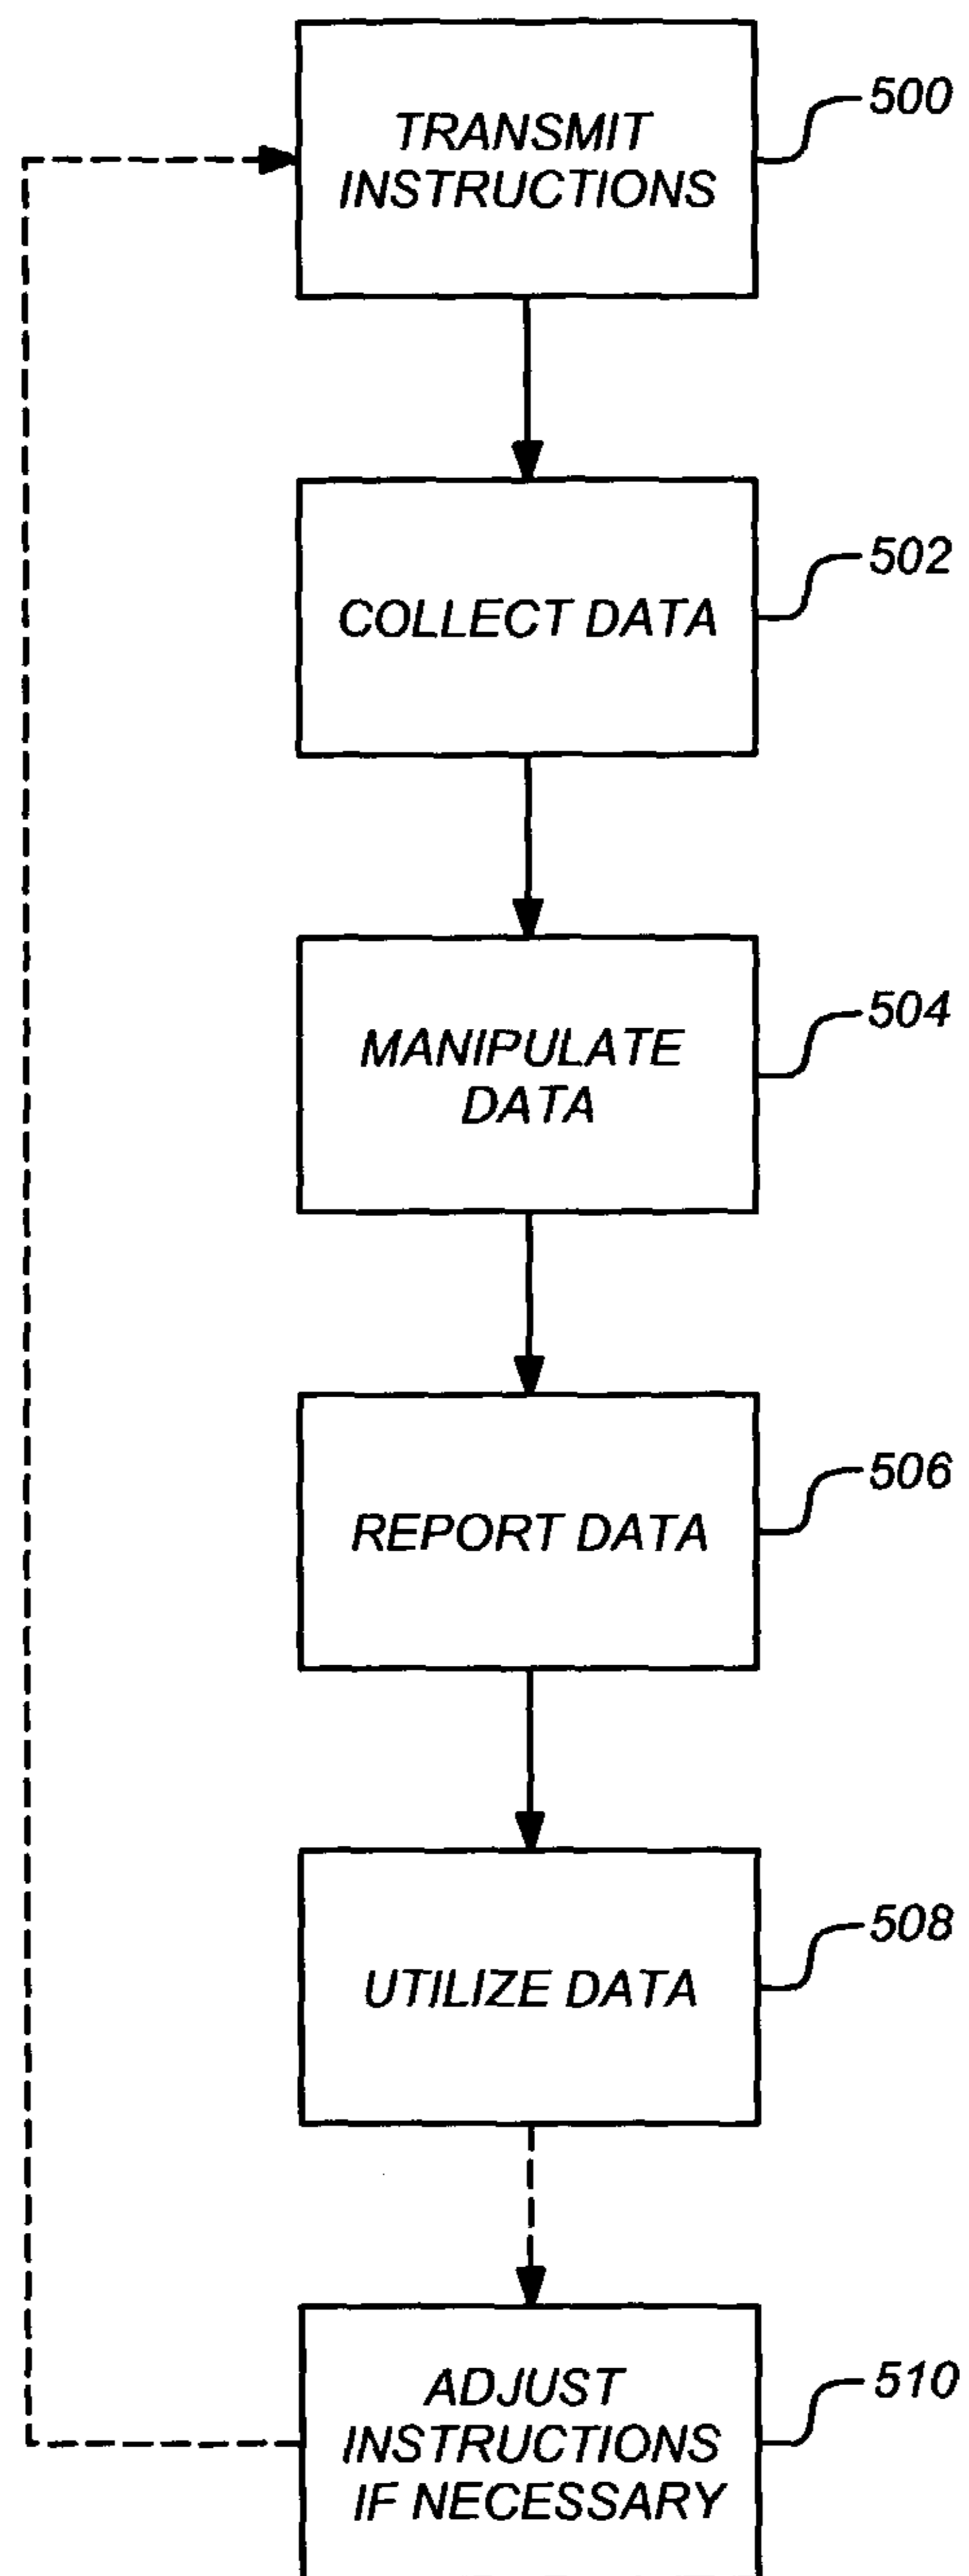 TRANSMIT
INSTRUCTIONS
500
COLLECT DATA
502
MANIPULATE
DATA
504
REPORT DATA
506
UTILIZE DATA
508
ADJUST
INSTRUCTIONS
IF NECESSARY
510